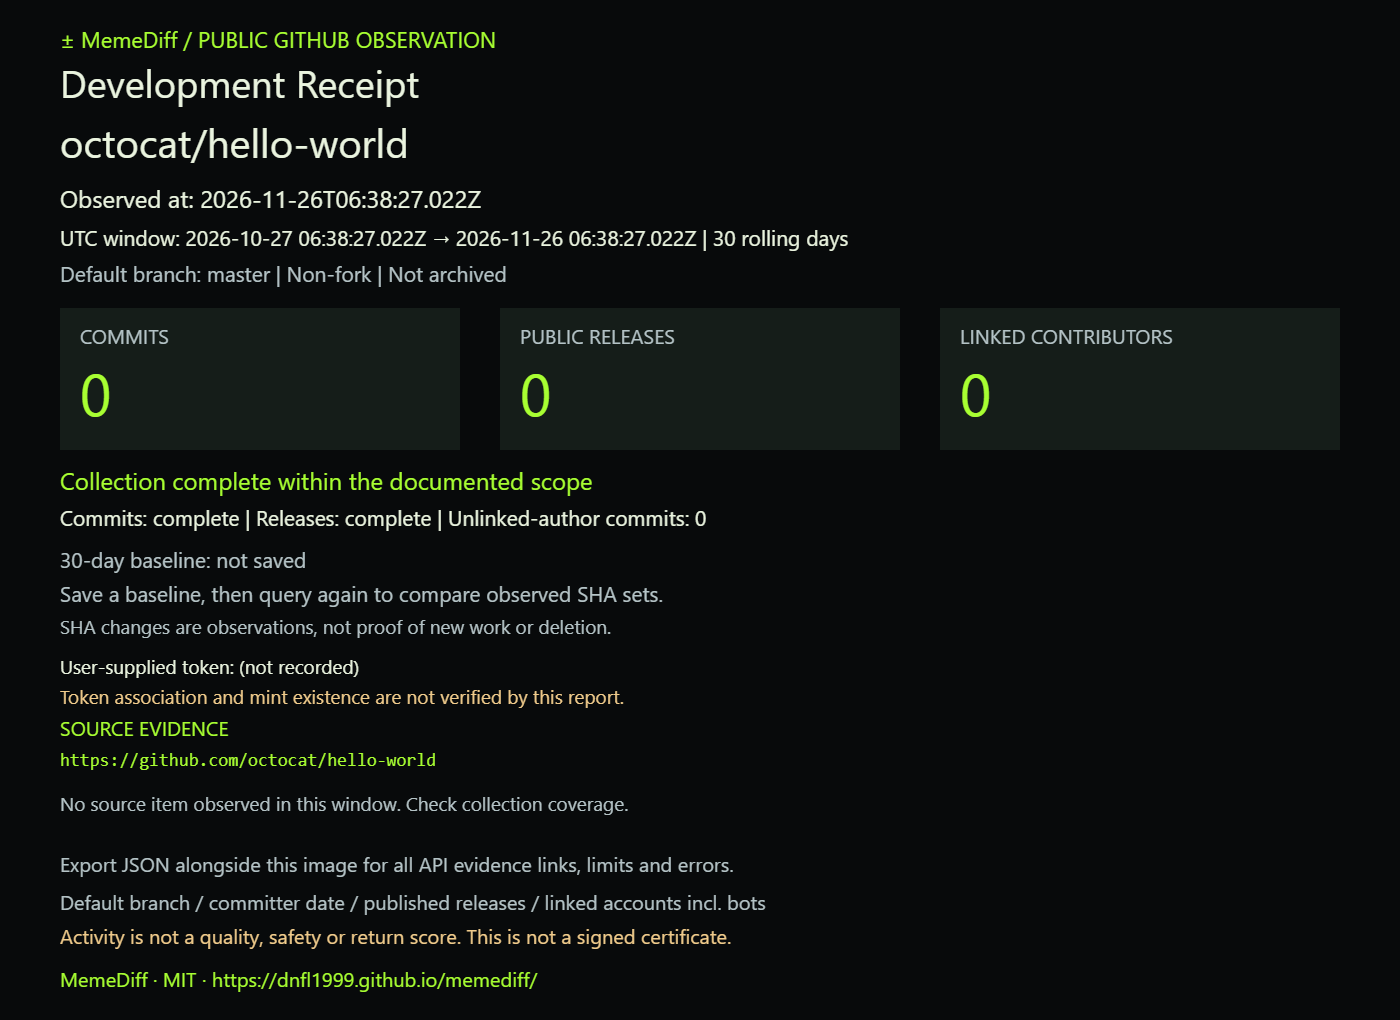 ± MemeDiff / PUBLIC GITHUB OBSERVATION
Development Receipt
octocat/hello-world
Observed at: 2026-11-26T06:38:27.022Z
UTC window: 2026-10-27 06:38:27.022Z → 2026-11-26 06:38:27.022Z | 30 rolling days
Default branch: master | Non-fork | Not archived
COMMITS
0
PUBLIC RELEASES
0
LINKED CONTRIBUTORS
0
Collection complete within the documented scope
Commits: complete | Releases: complete | Unlinked-author commits: 0
30-day baseline: not saved
Save a baseline, then query again to compare observed SHA sets.
SHA changes are observations, not proof of new work or deletion.
User-supplied token: (not recorded)
Token association and mint existence are not verified by this report.
SOURCE EVIDENCE
https://github.com/octocat/hello-world
No source item observed in this window. Check collection coverage.
Export JSON alongside this image for all API evidence links, limits and errors.
Default branch / committer date / published releases / linked accounts incl. bots
Activity is not a quality, safety or return score. This is not a signed certificate.
MemeDiff · MIT · https://dnfl1999.github.io/memediff/